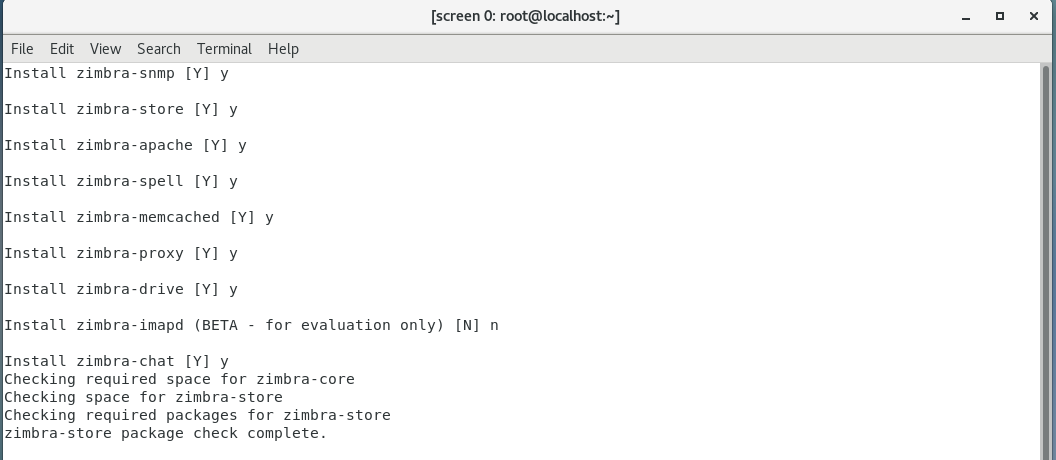 [screen 0: root@localhost:~]
File Edit View Search Terminal Help
Install zimbra-snmp [Y] y
Install zimbra-store [Y] y
Install zimbra-apache [Y] y
Install zimbra-spell [Y] y
Install zimbra-memcached [Y] y
Install zimbra-proxy [Y] y
Install zimbra-drive [Y] y
Install zimbra-imapd (BETA - for evaluation only) [N] n
Install zimbra-chat [Y] y
Checking required space for zimbra-core
Checking space for zimbra-store
Checking required packages for zimbra-store
zimbra-store package check complete.